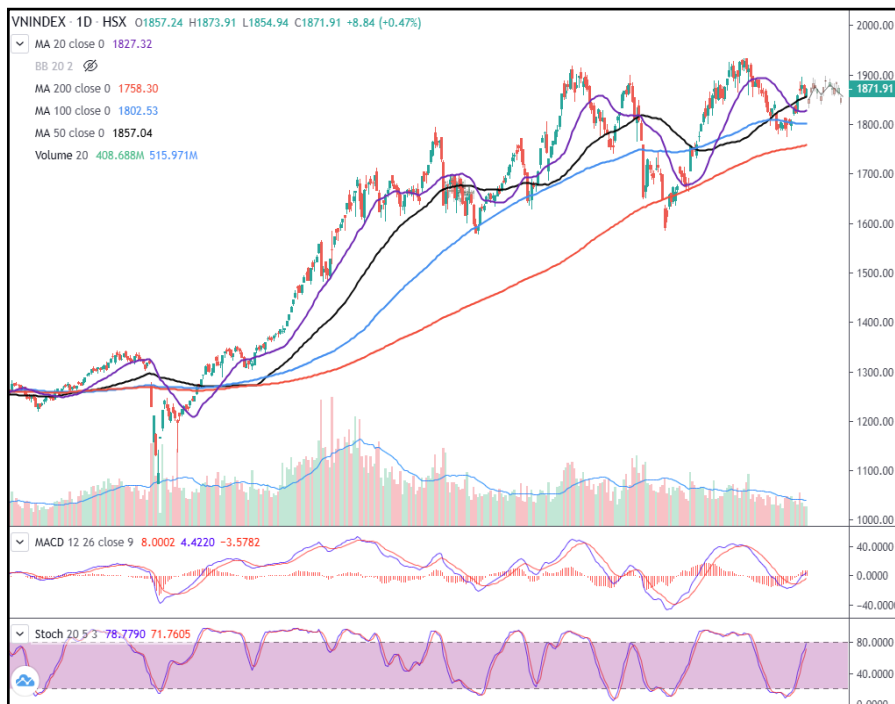 VNINDEX · 1D · HSX O1857.24 H1873.91 L1854.94 C1871.91 +8.84 (+0.47%)
MA 20 close 0 1827.32
BB 20 2
MA 200 close 0 1758.30
MA 100 close 0 1802.53
MA 50 close 0 1857.04
Volume 20 408.688M 515.971M
2000.00
1900.00
1871.91
1800.00
1700.00
1600.00
1500.00
1400.00
1300.00
1200.00
1100.00
1000.00
MACD 12 26 close 9 8.0002 4.4220 −3.5782
40.0000
0.0000
−40.0000
Stoch 20 5 3 78.7790 71.7605
80.0000
40.0000
0.0000